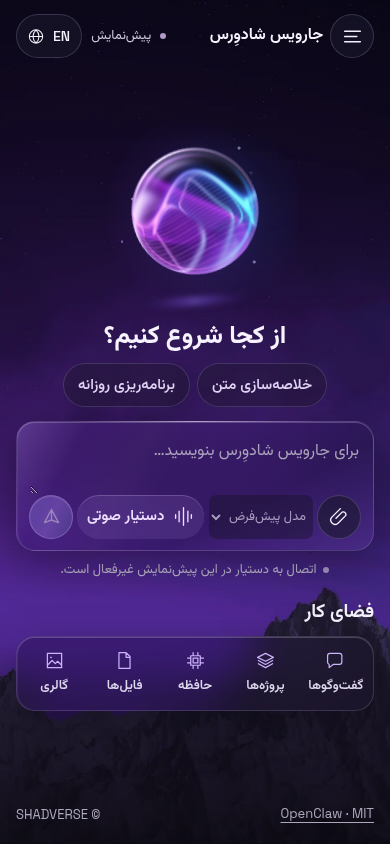 جارویس شادوِرس
پیش‌نمایش
EN
از کجا شروع کنیم؟
خلاصه‌سازی متن
برنامه‌ریزی روزانه
برای جارویس شادوِرس بنویسید…
مدل پیش‌فرض
دستیار صوتی
اتصال به دستیار در این پیش‌نمایش غیرفعال است.
فضای کار
گفت‌وگوها
پروژه‌ها
حافظه
فایل‌ها
گالری
OpenClaw · MIT
SHADVERSE ©